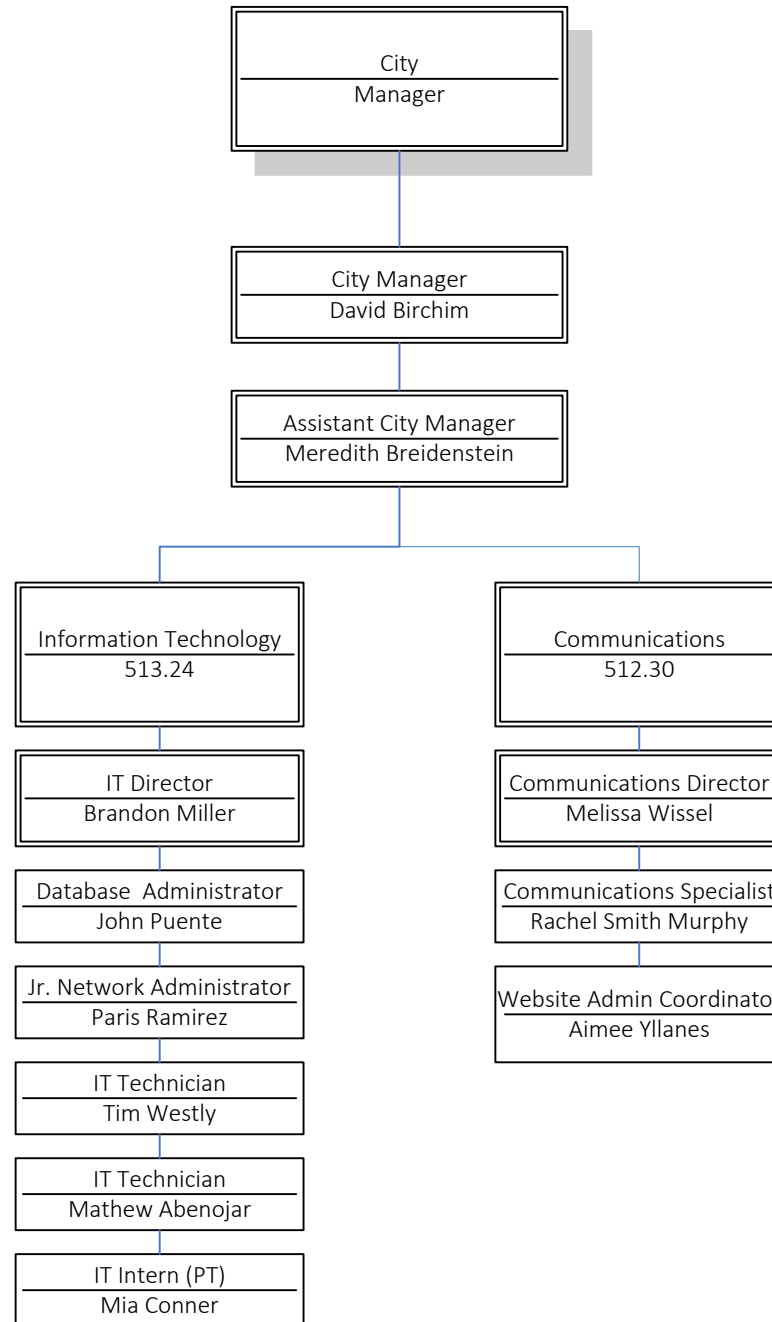 City
Manager
City Manager
David Birchim
Assistant City Manager
Meredith Breidenstein
Information Technology
513.24
IT Director
Brandon Miller
Database  Administrator
John Puente
Jr. Network Administrator
Paris Ramirez
IT Technician
Tim Westly
IT Technician
Mathew Abenojar
IT Intern (PT)
Mia Conner
Communications
512.30
Communications Director
Melissa Wissel
Communications Specialist
Rachel Smith Murphy
Website Admin Coordinato
Aimee Yllanes